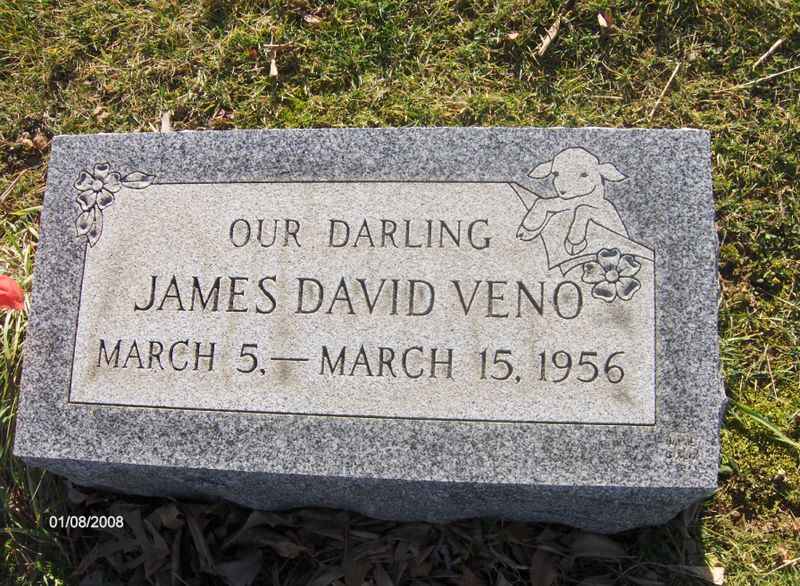 OUR DARLING
JAMES DAVID VENO
MARCH 5, — MARCH 15, 1956
01/08/2008